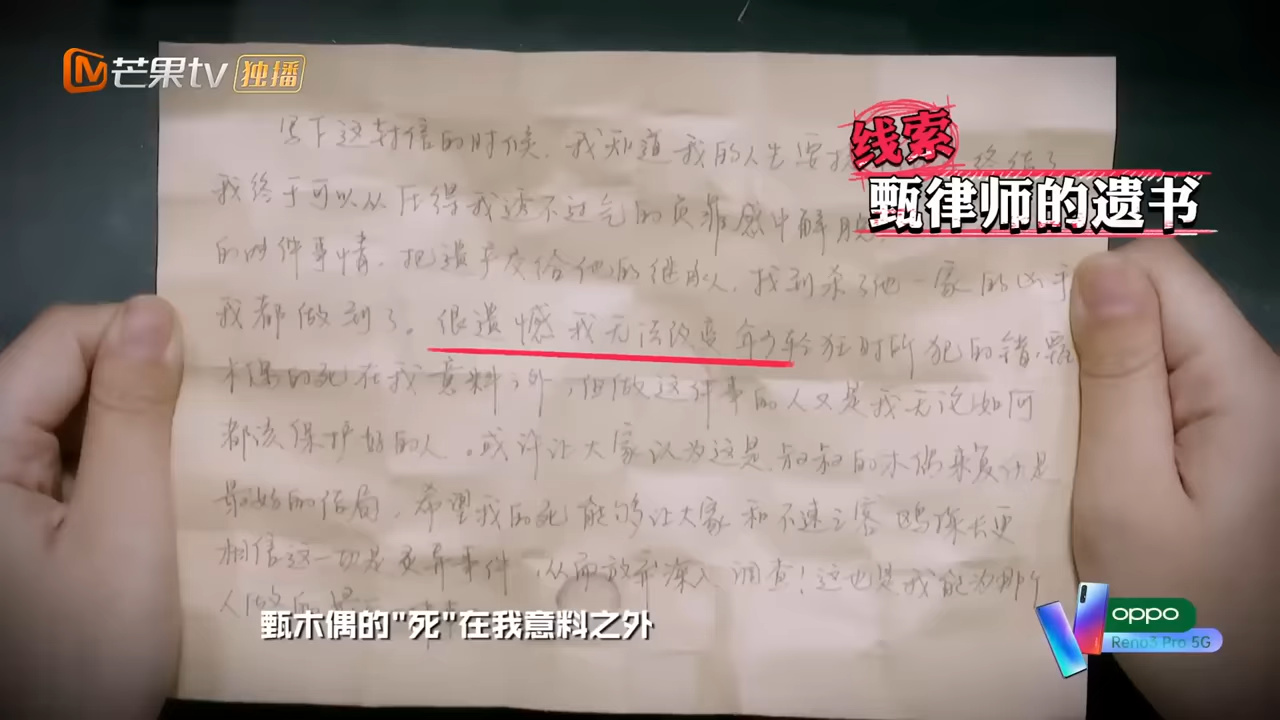 芒果tv 独播
线索
甄律师的遗书
写下这封信的时候，我知道我的人生要 终结了
我终于可以从压得我透不过气的负罪感中解脱
的两件事情，把遗产交给他的继承人，找到杀了他一家的凶手
我都做到了。很遗憾我无法改变年少轻狂时所犯的错，甄
木偶的死在我意料之外，但做这件事的人又是我无论如何
都该保护好的人。或许让大家认为这是叔叔的木偶来复仇是
最好的结局，希望我的死能够让大家和不速之客鸥探长更
相信这一切是灵异事件，从而放弃深入调查！这也是我能为那个
人做的
甄木偶的"死"在我意料之外
oppo
Reno3 Pro 5G